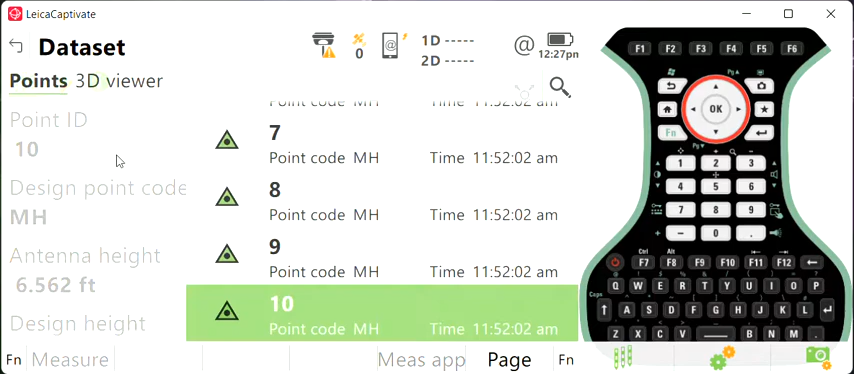 LeicaCaptivate
Dataset
0
1D -----
2D -----
12:27pm
Points 3D viewer
Point ID
10
Design point code
MH
Antenna height
6.562 ft
Design height
Point code MH Time 11:52:02 am
7
Point code MH Time 11:52:02 am
8
Point code MH Time 11:52:02 am
9
Point code MH Time 11:52:02 am
10
Point code MH Time 11:52:02 am
Fn Measure Meas app Page Fn
F1 F2 F3 F4 F5 F6
Pg▲
OK
Fn
Pg▼
1 2 3
4 5 6
7 8 9
- 0 .
Ctrl Alt
F7 F8 F9 F10 F11 F12
Q W E R T Y U I O P
Caps
A S D F G H J K L
Z X C V B N M